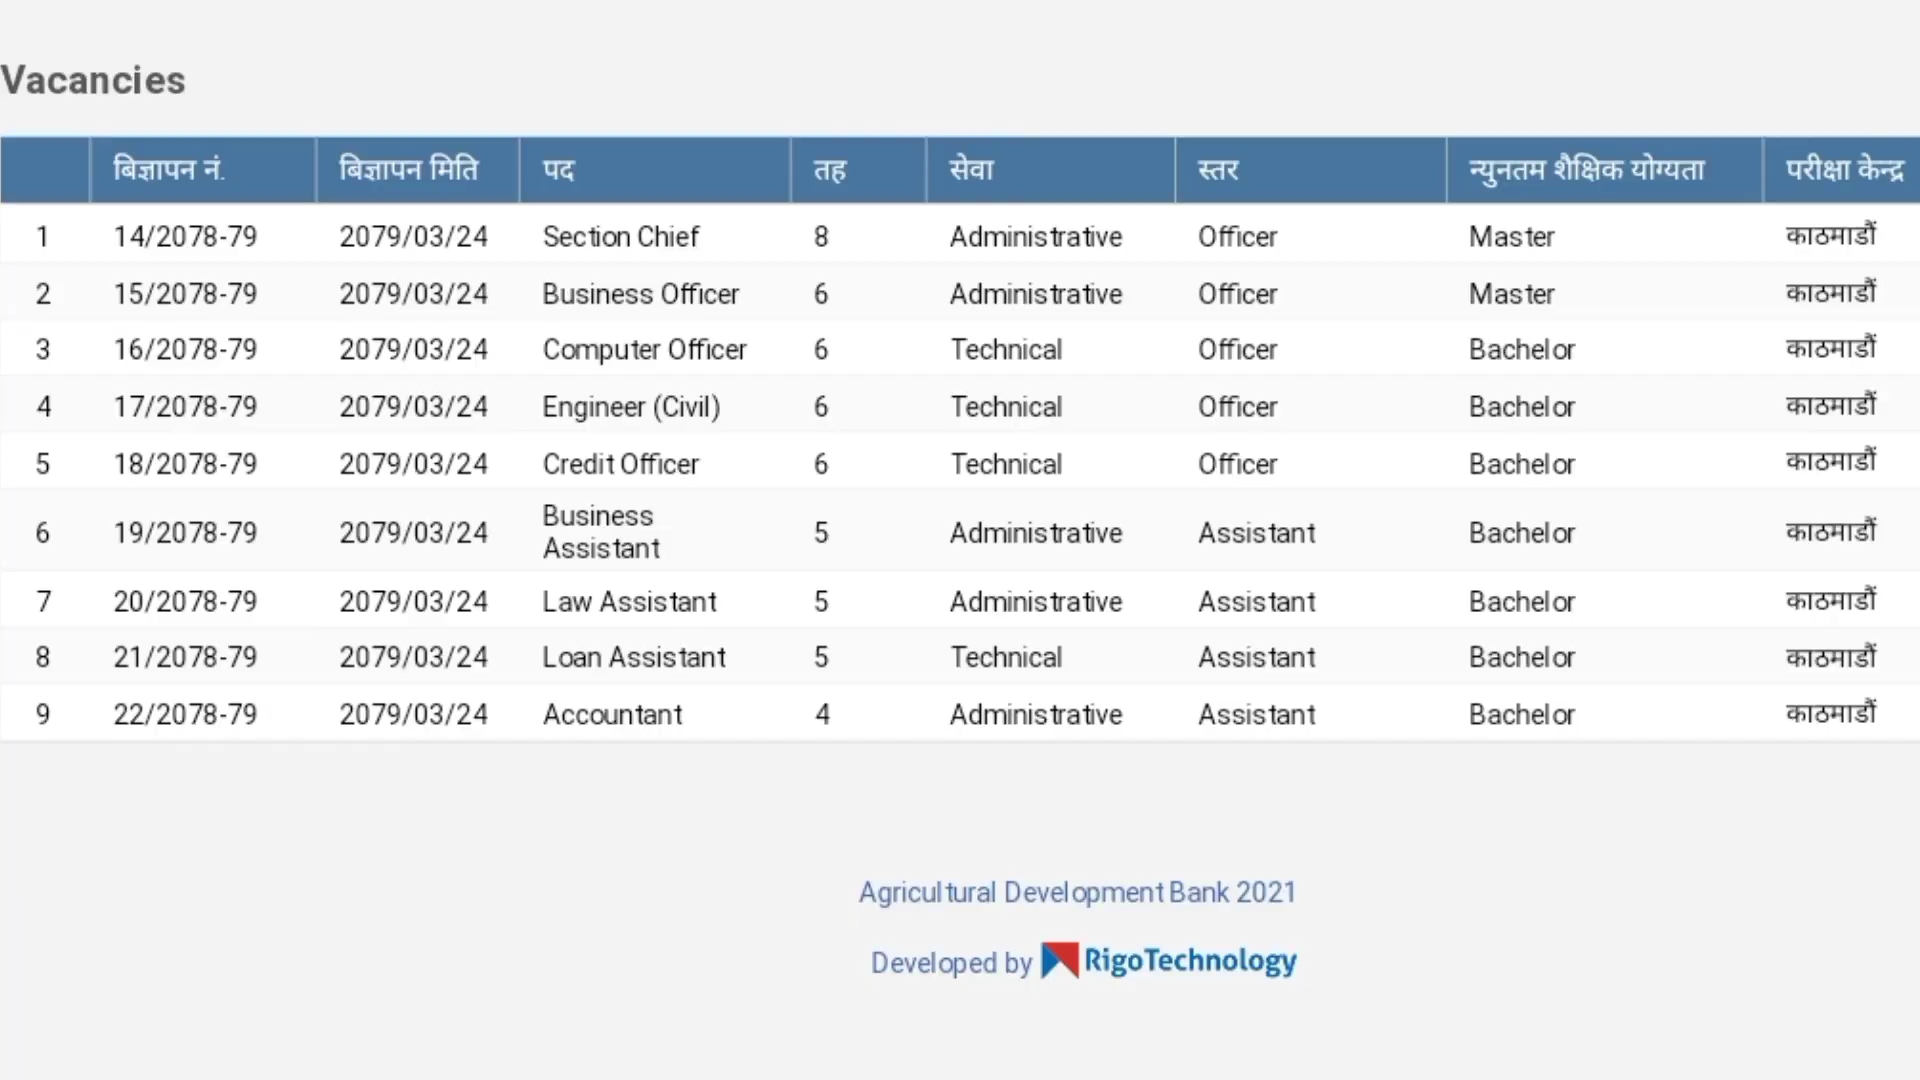 Vacancies
बिज्ञापन नं. बिज्ञापन मिति पद तह सेवा स्तर न्युनतम शैक्षिक योग्यता परीक्षा केन्द्र
1 14/2078-79 2079/03/24 Section Chief 8 Administrative Officer Master काठमाडौं
2 15/2078-79 2079/03/24 Business Officer 6 Administrative Officer Master काठमाडौं
3 16/2078-79 2079/03/24 Computer Officer 6 Technical Officer Bachelor काठमाडौं
4 17/2078-79 2079/03/24 Engineer (Civil) 6 Technical Officer Bachelor काठमाडौं
5 18/2078-79 2079/03/24 Credit Officer 6 Technical Officer Bachelor काठमाडौं
6 19/2078-79 2079/03/24 Business Assistant 5 Administrative Assistant Bachelor काठमाडौं
7 20/2078-79 2079/03/24 Law Assistant 5 Administrative Assistant Bachelor काठमाडौं
8 21/2078-79 2079/03/24 Loan Assistant 5 Technical Assistant Bachelor काठमाडौं
9 22/2078-79 2079/03/24 Accountant 4 Administrative Assistant Bachelor काठमाडौं
Agricultural Development Bank 2021
Developed by RigoTechnology